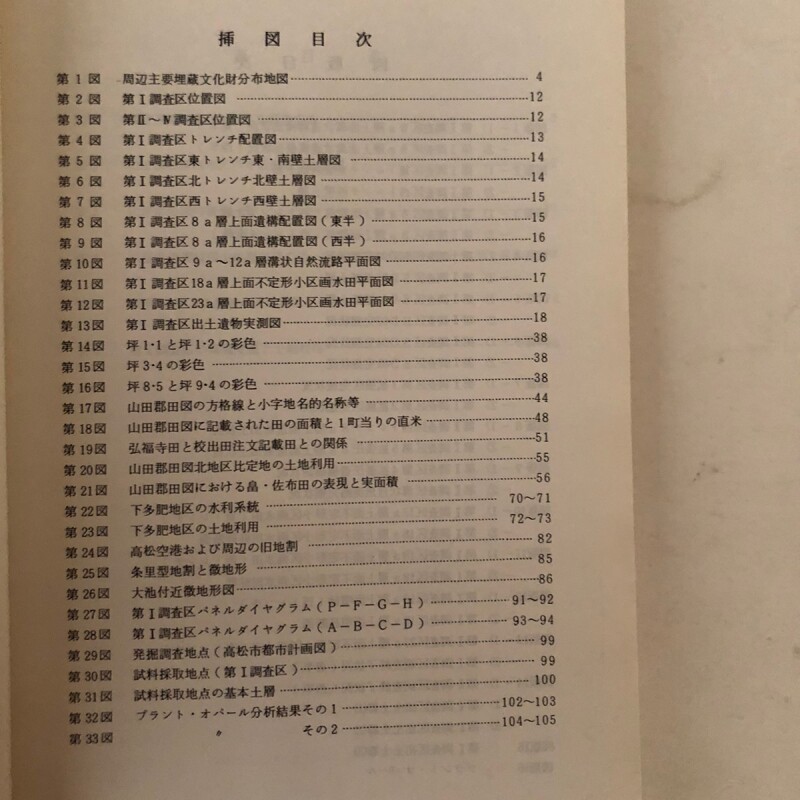 挿図目次
第1図 周辺主要埋蔵文化財分布地図 4
第2図 第Ⅰ調査区位置図 12
第3図 第Ⅱ～Ⅳ調査区位置図 12
第4図 第Ⅰ調査区トレンチ配置図 13
第5図 第Ⅰ調査区東トレンチ東・南壁土層図 14
第6図 第Ⅰ調査区北トレンチ北壁土層図 14
第7図 第Ⅰ調査区西トレンチ西壁土層図 15
第8図 第Ⅰ調査区8a層上面遺構配置図(東半) 15
第9図 第Ⅰ調査区8a層上面遺構配置図(西半) 16
第10図 第Ⅰ調査区9a～12a層溝状自然流路平面図 16
第11図 第Ⅰ調査区18a層上面不定形小区画水田平面図 17
第12図 第Ⅰ調査区23a層上面不定形小区画水田平面図 17
第13図 第Ⅰ調査区出土遺物実測図 18
第14図 坪1・1と坪1・2の彩色 38
第15図 坪3・4の彩色 38
第16図 坪8・5と坪9・4の彩色 38
第17図 山田郡田図の方格線と小字地名的名称等 44
第18図 山田郡田図に記載された田の面積と1町当りの直米 48
第19図 弘福寺田と校出田注文記載田との関係 51
第20図 山田郡田図北地区比定地の土地利用 55
第21図 山田郡田図における畠・佐布田の表現と実面積 56
第22図 下多肥地区の水利系統 70～71
第23図 下多肥地区の土地利用 72～73
第24図 高松空港および周辺の旧地割 82
第25図 条里型地割と微地形 85
第26図 大池付近微地形図 86
第27図 第Ⅰ調査区パネルダイヤグラム(P-F-G-H) 91～92
第28図 第Ⅰ調査区パネルダイヤグラム(A-B-C-D) 93～94
第29図 発掘調査地点(高松市都市計画図) 99
第30図 試料採取地点(第Ⅰ調査区) 99
第31図 試料採取地点の基本土層 100
第32図 プラント・オパール分析結果その1 102～103
第33図 〃 その2 104～105